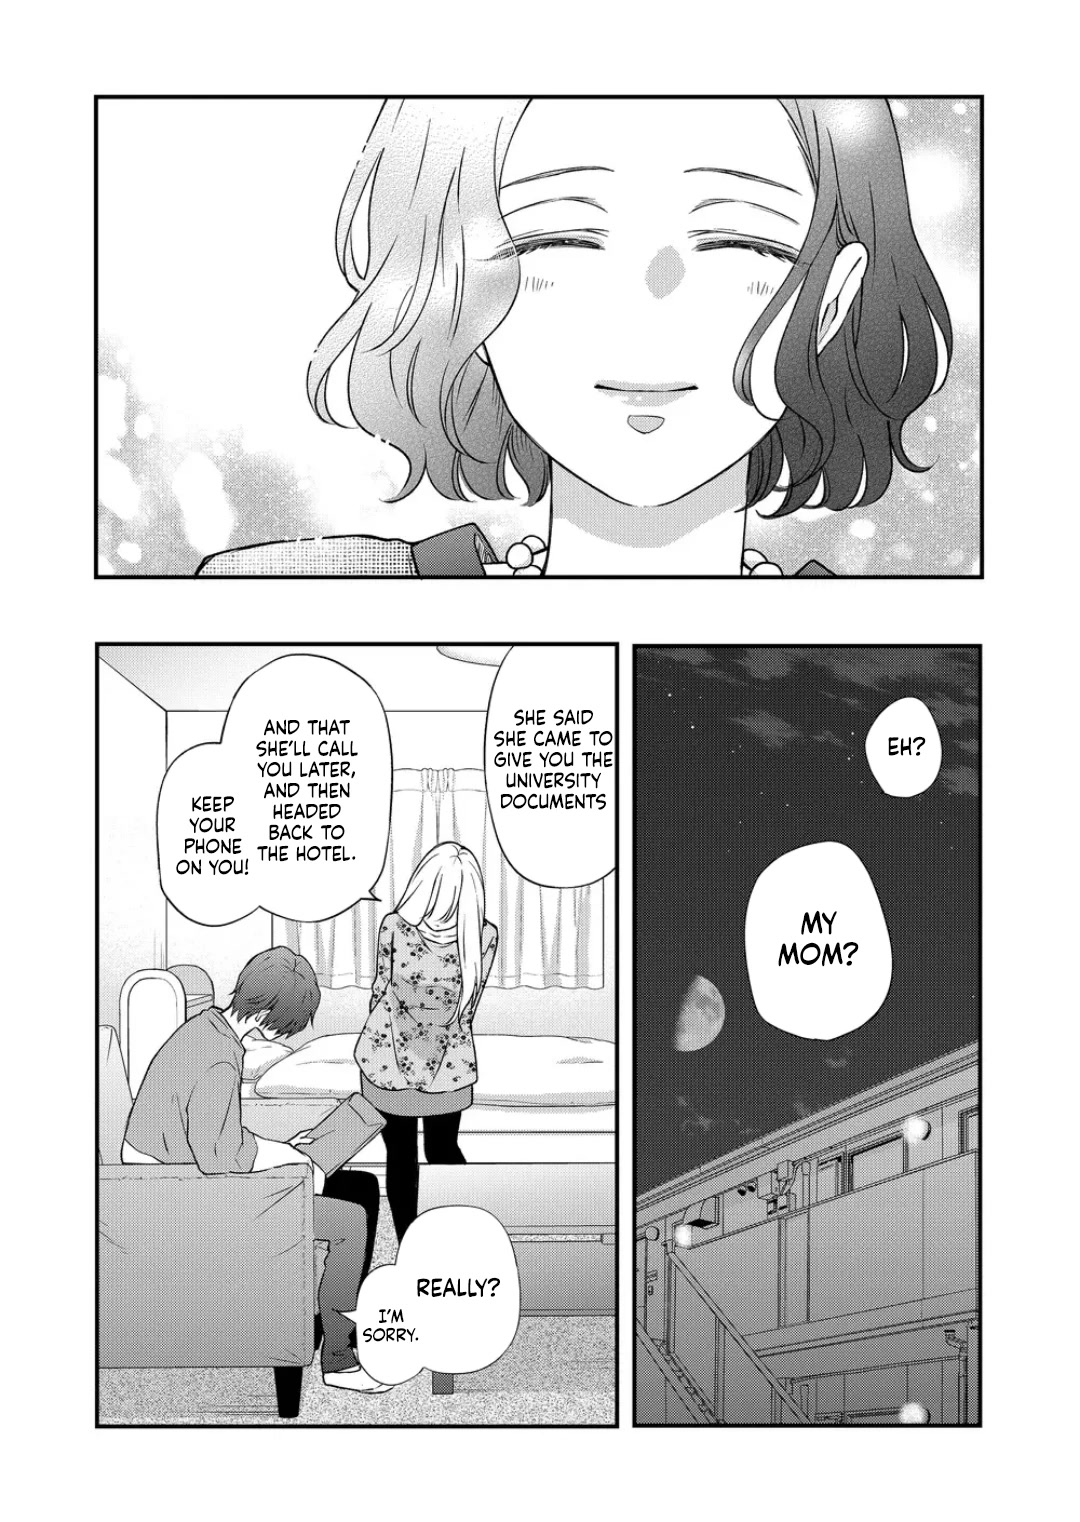 EH?
MY
MOM?
SHE SAID
SHE CAME TO
GIVE YOU THE
UNIVERSITY
DOCUMENTS
AND THAT
SHE'LL CALL
YOU LATER,
AND THEN
HEADED
BACK TO
THE HOTEL.
KEEP
YOUR
PHONE
ON YOU!
REALLY?
I'M
SORRY.